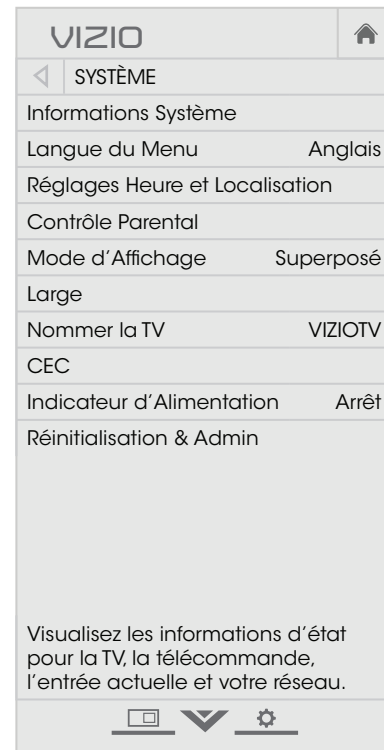 VIZIO
SYSTÈME
Informations Système
Langue du Menu Anglais
Réglages Heure et Localisation
Contrôle Parental
Mode d’Affichage Superposé
Large
Nommer la TV VIZIOTV
CEC
Indicateur d’Alimentation Arrêt
Réinitialisation & Admin
Visualisez les informations d’état
pour la TV, la télécommande,
l’entrée actuelle et votre réseau.